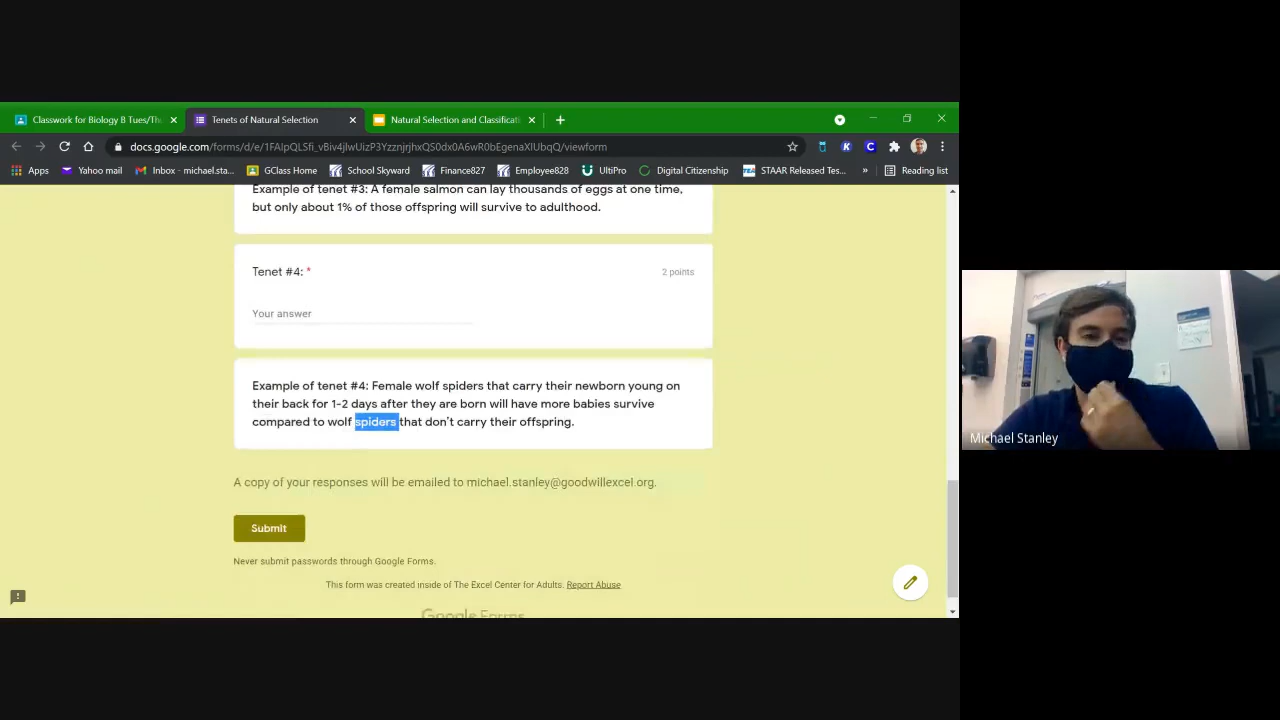 Classwork for Biology B Tues/Thu
Tenets of Natural Selection
Natural Selection and Classificati
docs.google.com/forms/d/e/1FAIpQLSfi_vBiv4jlwUizP3YzznjrjhxQS0dx0A6wR0bEgenaXlUbqQ/viewform
Apps
Yahoo mail
Inbox - michael.sta...
GClass Home
School Skyward
Finance827
Employee828
UltiPro
Digital Citizenship
STAAR Released Tes...
»
Reading list
Example of tenet #3: A female salmon can lay thousands of eggs at one time,
but only about 1% of those offspring will survive to adulthood.
Tenet #4: *
2 points
Your answer
Example of tenet #4: Female wolf spiders that carry their newborn young on
their back for 1-2 days after they are born will have more babies survive
compared to wolf spiders that don't carry their offspring.
A copy of your responses will be emailed to michael.stanley@goodwillexcel.org.
Submit
Never submit passwords through Google Forms.
This form was created inside of The Excel Center for Adults. Report Abuse
Google Forms
Michael Stanley